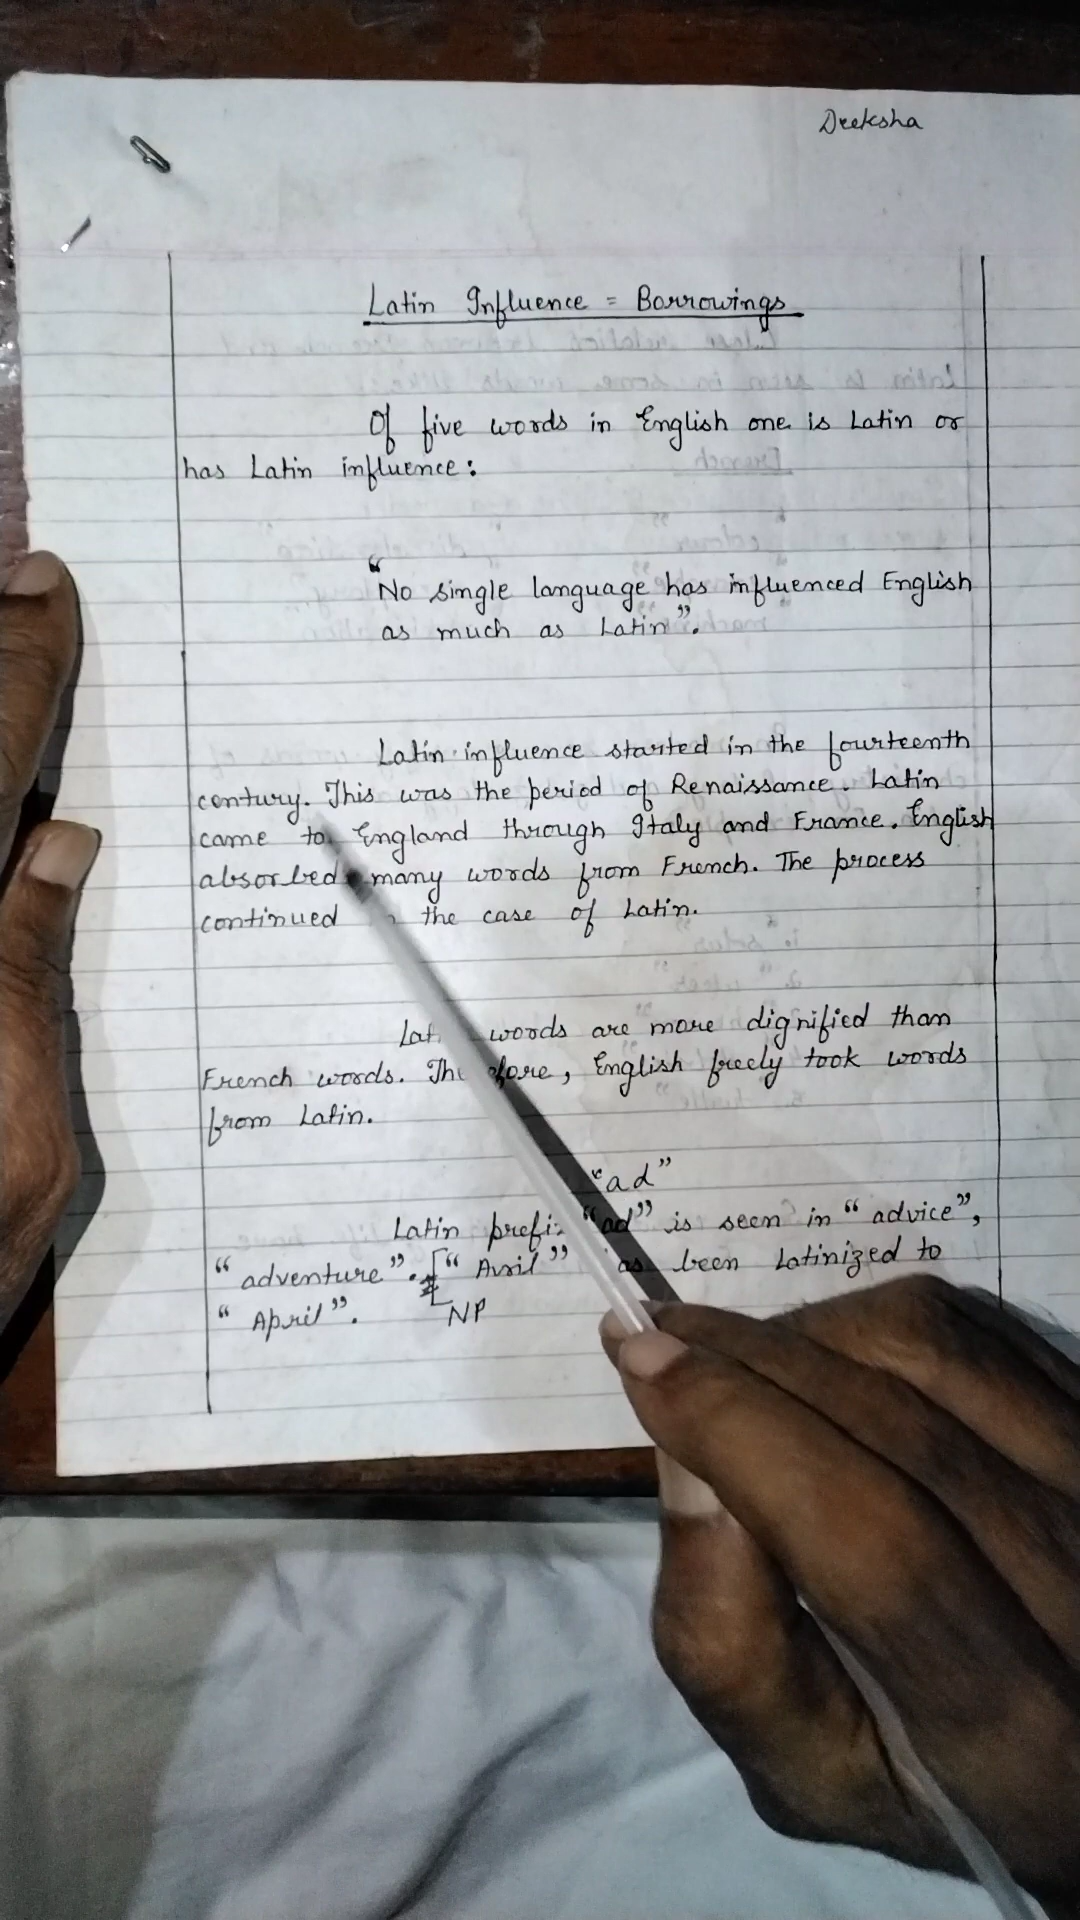 Deeksha
Latin Influence = Borrowings
Of five words in English one is Latin or
has Latin influence:
"No single language has influenced English
as much as Latin".
Latin influence started in the fourteenth
century. This was the period of Renaissance. Latin
came to England through Italy and France. English
absorbed many words from French. The process
continued the case of Latin.
Lat words are more dignified than
French words. The fore, English freely took words
from Latin.
"ad"
Latin prefi "ad" is seen in "advice",
"adventure". ["Avril" as been Latinized to
"April". NP